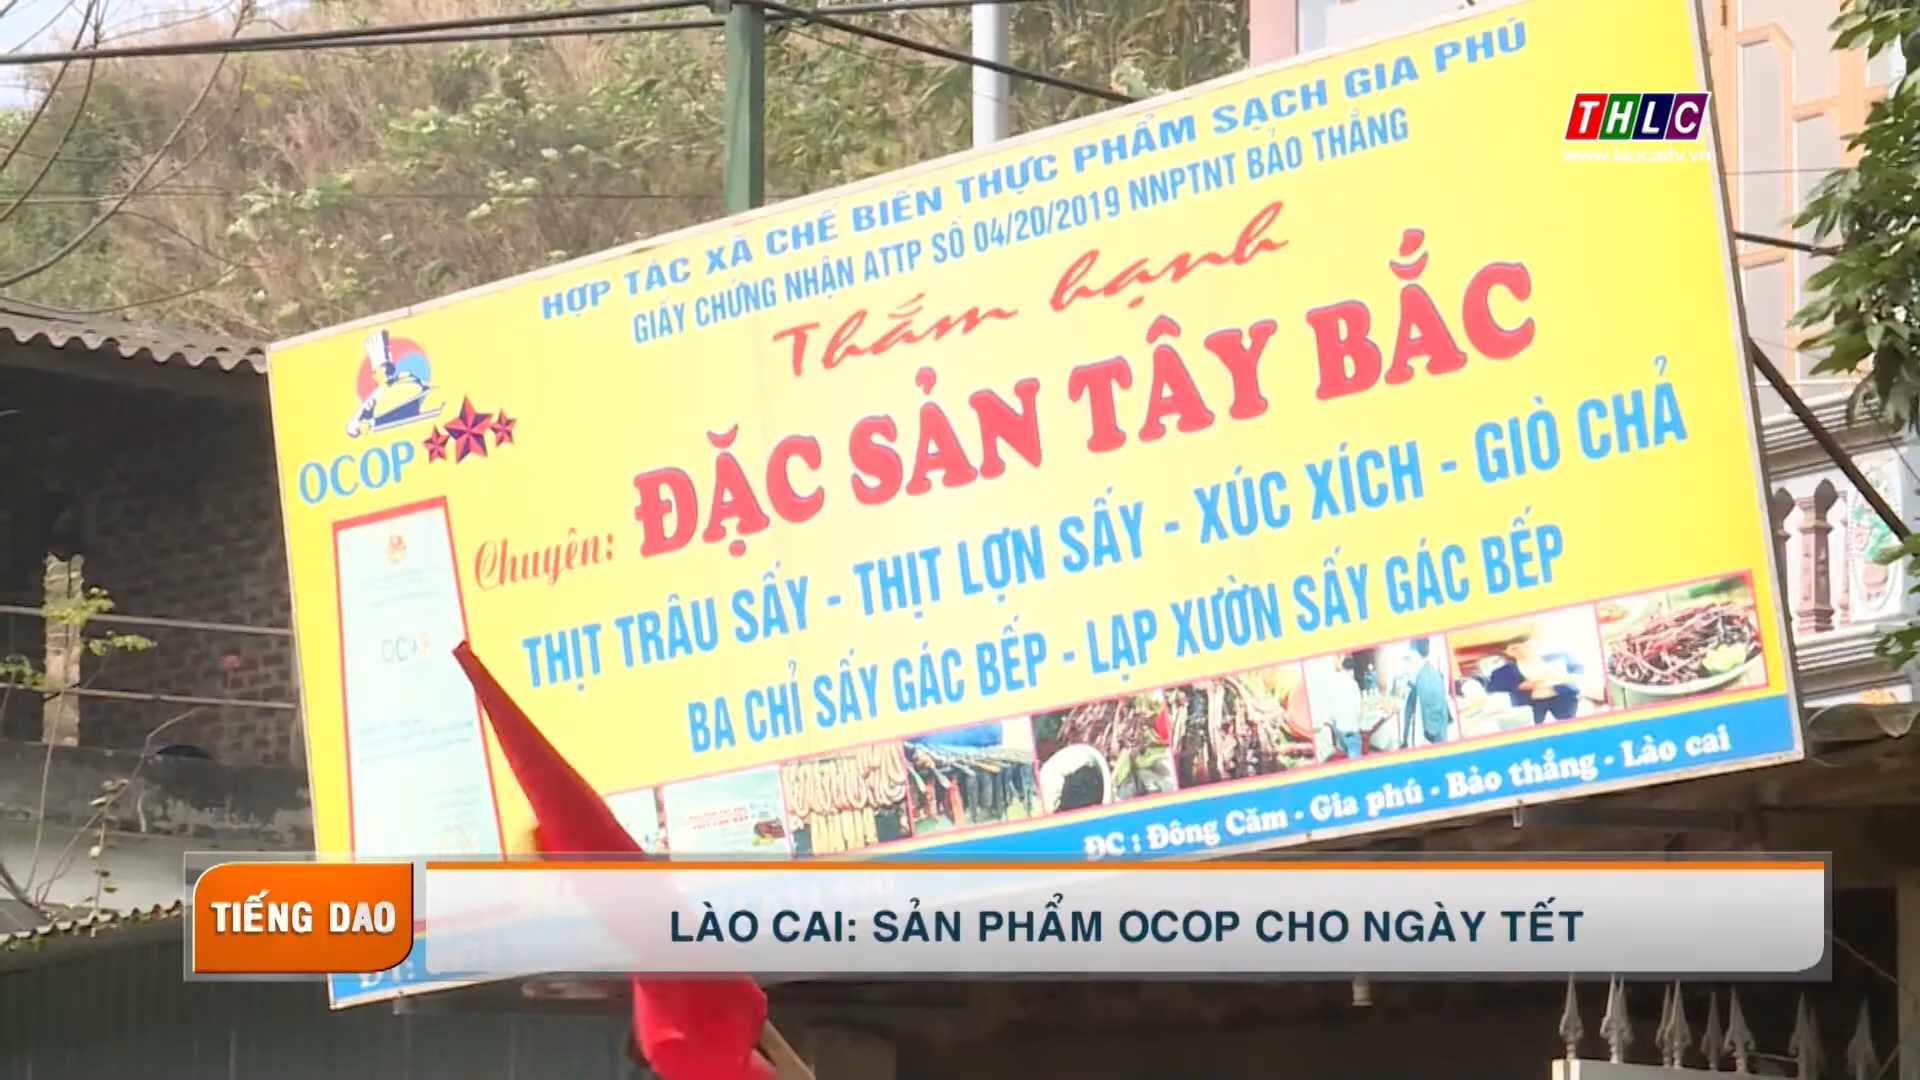 THLC
www.laocaitv.vn
HỢP TÁC XÃ CHẾ BIẾN THỰC PHẨM SẠCH GIA PHÚ
GIẤY CHỨNG NHẬN ATTP SỐ 04/20/2019 NNPTNT BẢO THẮNG
Thắm hạnh
OCOP
Chuyên: ĐẶC SẢN TÂY BẮC
THỊT TRÂU SẤY - THỊT LỢN SẤY - XÚC XÍCH - GIÒ CHẢ
BA CHỈ SẤY GÁC BẾP - LẠP XƯỜN SẤY GÁC BẾP
ĐC : Đông Căm - Gia phú - Bảo thắng - Lào cai
TIẾNG DAO
LÀO CAI: SẢN PHẨM OCOP CHO NGÀY TẾT